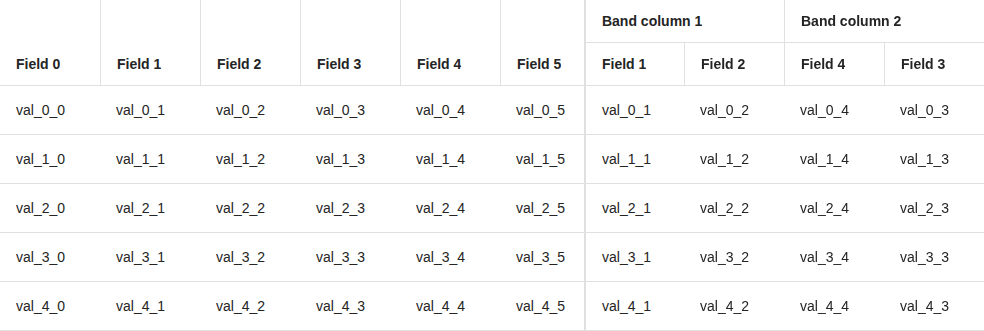 Band column 1 Band column 2
Field 0 Field 1 Field 2 Field 3 Field 4 Field 5 Field 1 Field 2 Field 4 Field 3
val_0_0 val_0_1 val_0_2 val_0_3 val_0_4 val_0_5 val_0_1 val_0_2 val_0_4 val_0_3
val_1_0 val_1_1 val_1_2 val_1_3 val_1_4 val_1_5 val_1_1 val_1_2 val_1_4 val_1_3
val_2_0 val_2_1 val_2_2 val_2_3 val_2_4 val_2_5 val_2_1 val_2_2 val_2_4 val_2_3
val_3_0 val_3_1 val_3_2 val_3_3 val_3_4 val_3_5 val_3_1 val_3_2 val_3_4 val_3_3
val_4_0 val_4_1 val_4_2 val_4_3 val_4_4 val_4_5 val_4_1 val_4_2 val_4_4 val_4_3